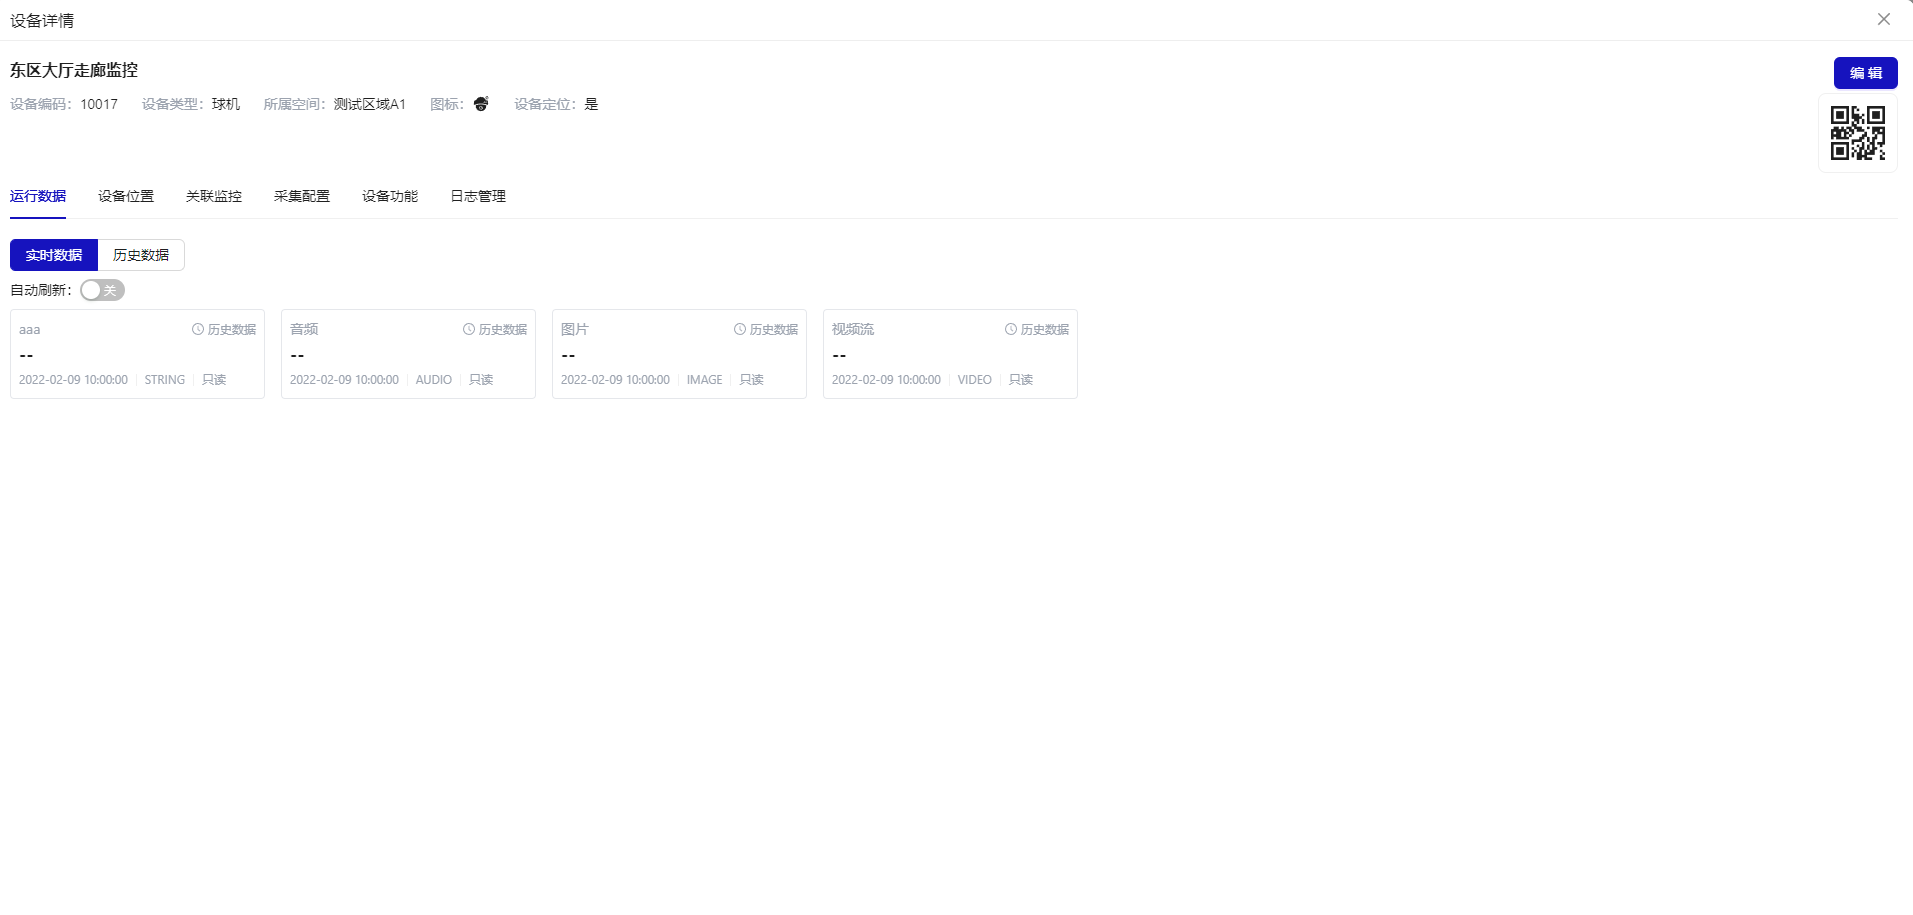 设备详情
东区大厅走廊监控
编 辑
设备编码： 10017 设备类型： 球机 所属空间： 测试区域A1 图标： 设备定位： 是
运行数据 设备位置 关联监控 采集配置 设备功能 日志管理
实时数据 历史数据
自动刷新： 关
aaa 历史数据
--
2022-02-09 10:00:00 STRING 只读
音频 历史数据
--
2022-02-09 10:00:00 AUDIO 只读
图片 历史数据
--
2022-02-09 10:00:00 IMAGE 只读
视频流 历史数据
--
2022-02-09 10:00:00 VIDEO 只读